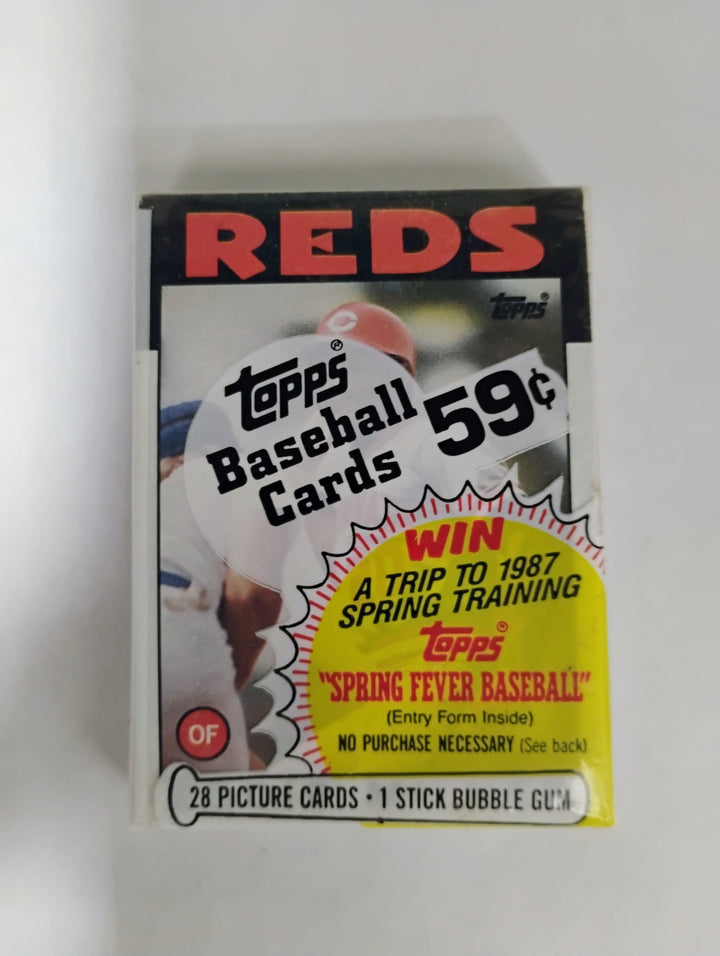 REDS
Topps®
C
Topps®
Baseball
Cards
59¢
WIN
A TRIP TO 1987
SPRING TRAINING
Topps®
"SPRING FEVER BASEBALL"
(Entry Form Inside)
NO PURCHASE NECESSARY (See back)
OF
28 PICTURE CARDS • 1 STICK BUBBLE GUM